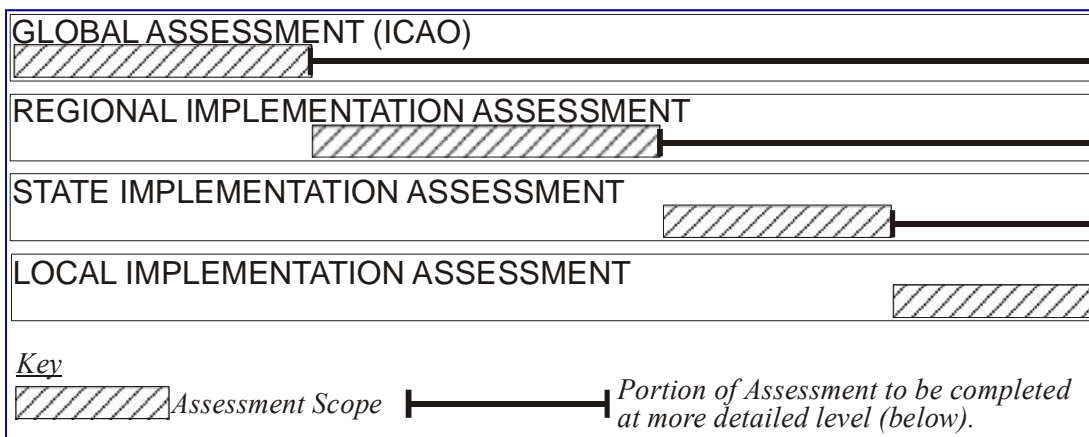 GLOBAL ASSESSMENT (ICAO)
REGIONAL IMPLEMENTATION ASSESSMENT
STATE IMPLEMENTATION ASSESSMENT
LOCAL IMPLEMENTATION ASSESSMENT
Key
Assessment Scope
Portion of Assessment to be completed
at more detailed level (below).